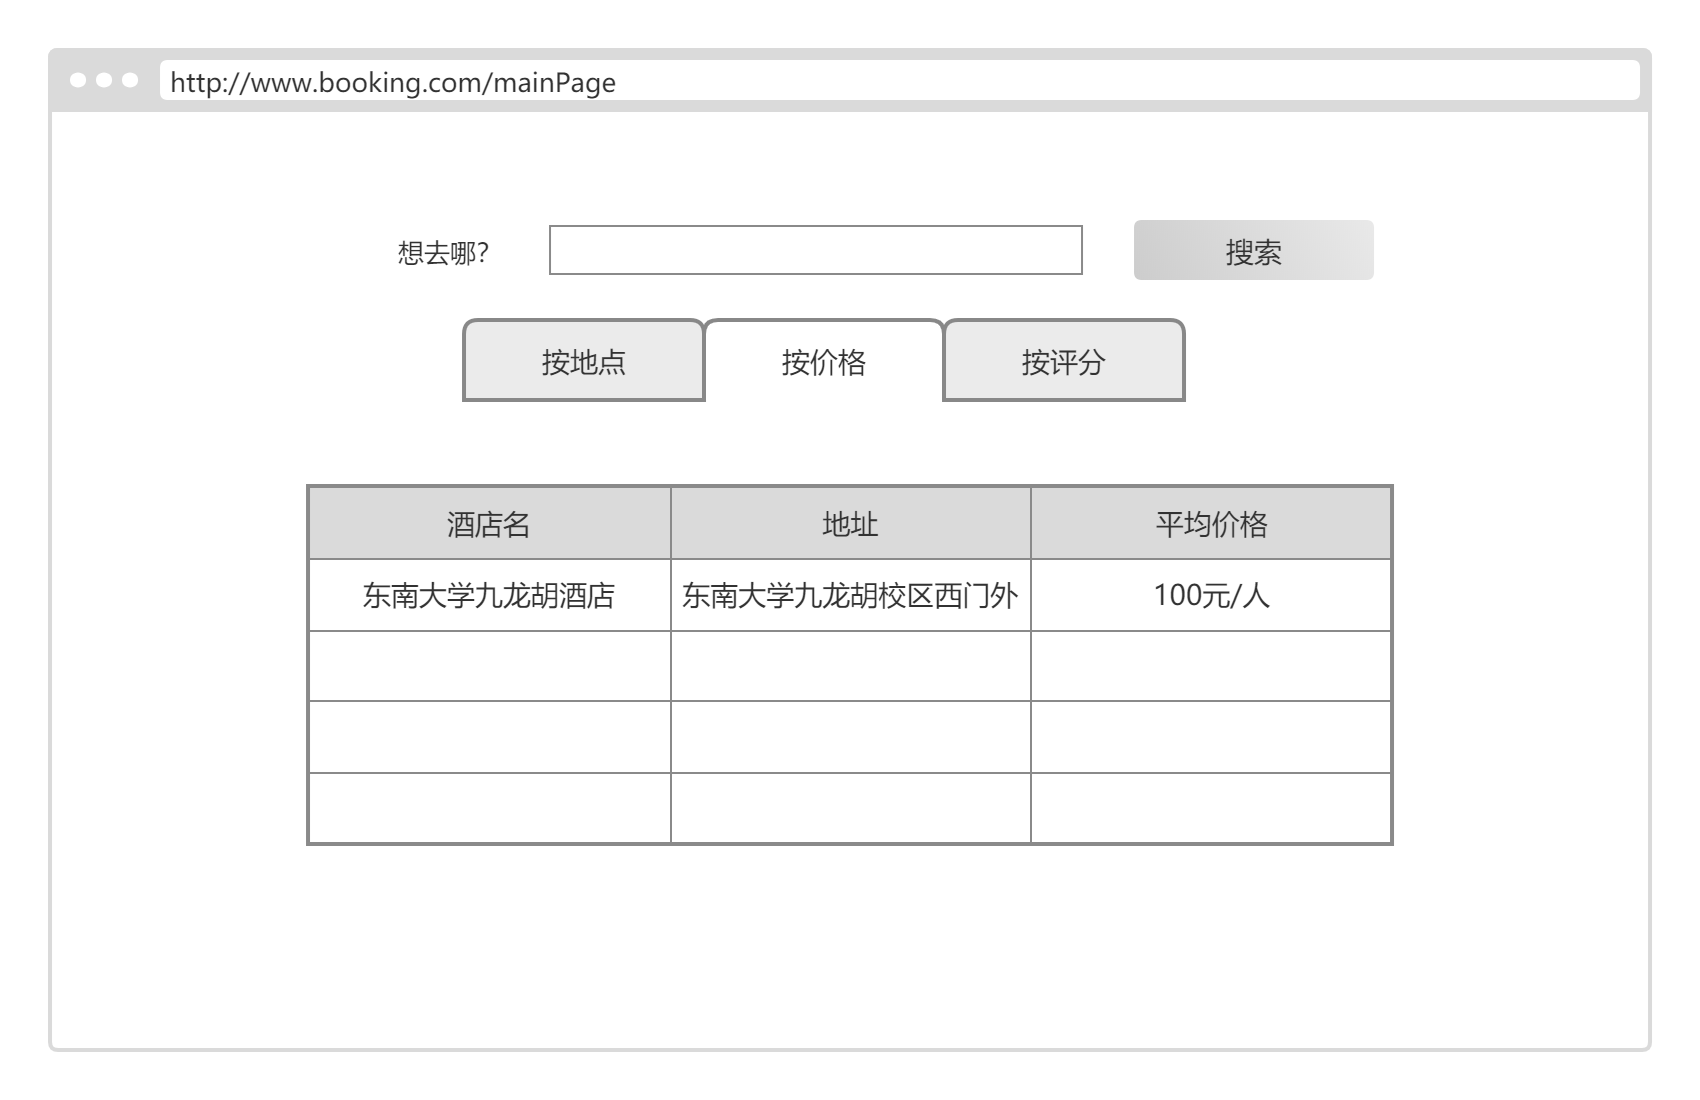 http://www.booking.com/mainPage
想去哪？
搜索
按地点
按价格
按评分
酒店名 地址 平均价格
东南大学九龙胡酒店 东南大学九龙胡校区西门外 100元/人